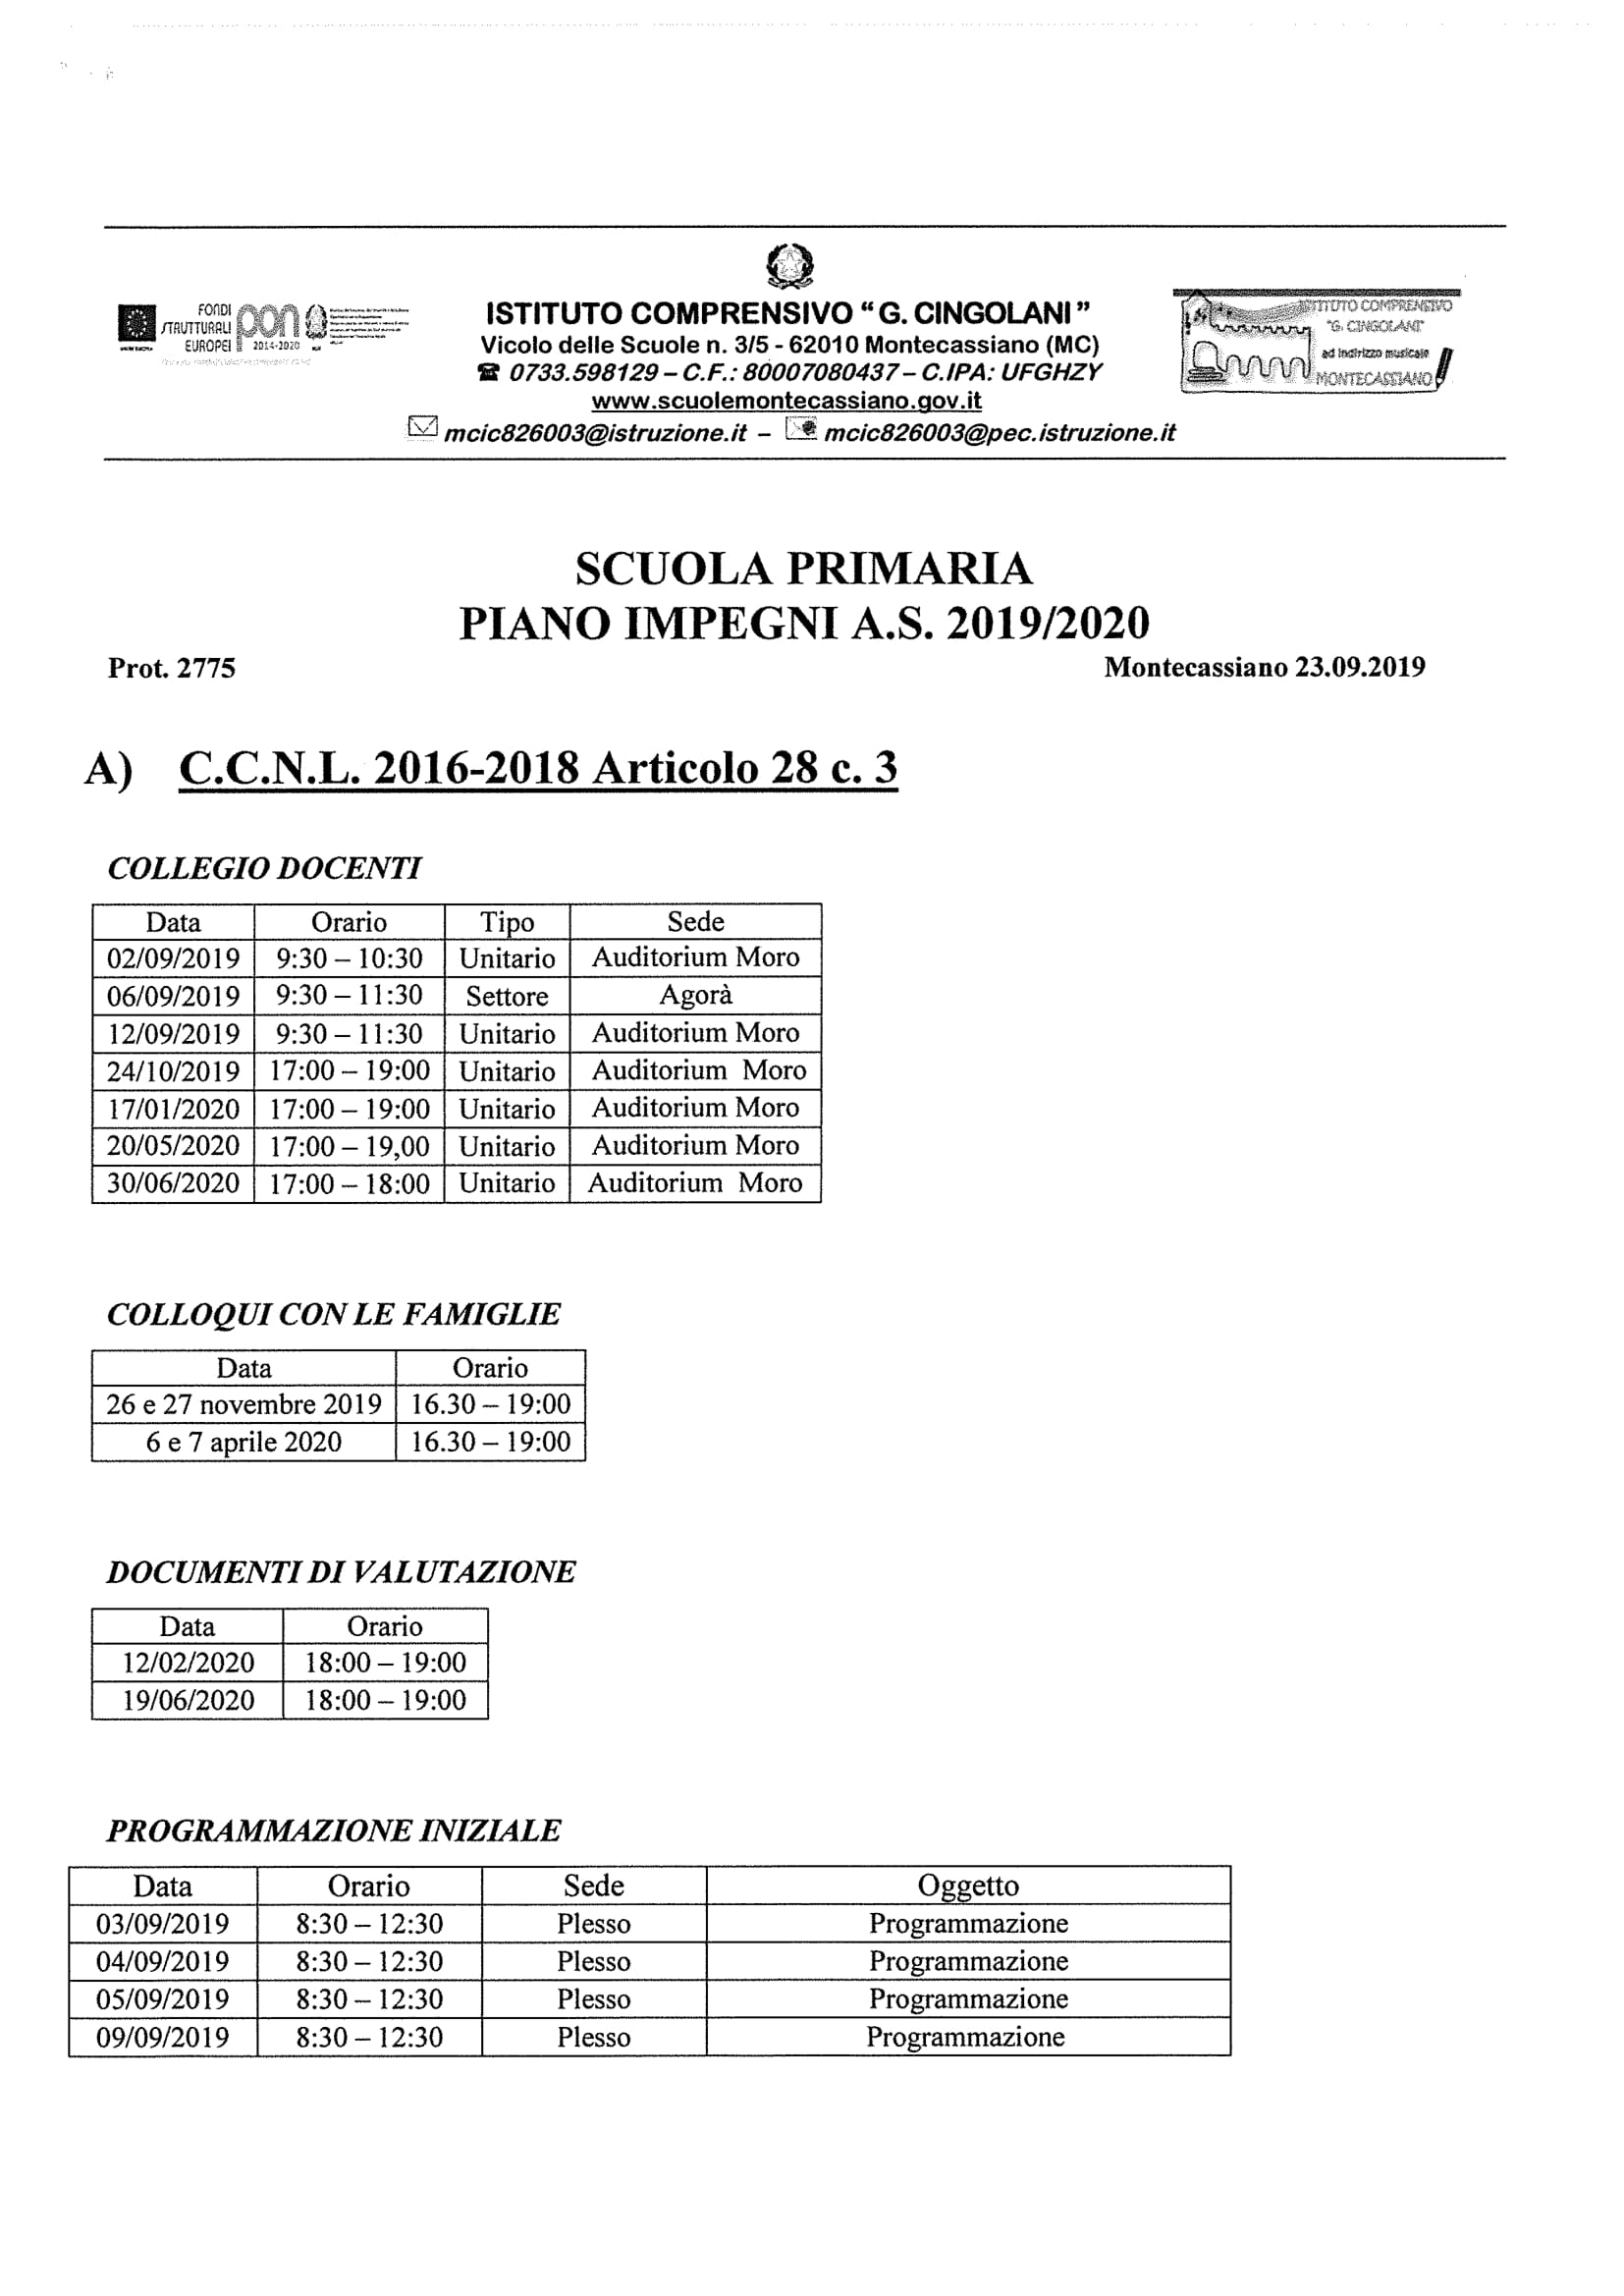 FONDI
STRUTTURALI
EUROPEI
pon
2014-2020
ISTITUTO COMPRENSIVO “ G. CINGOLANI ”
Vicolo delle Scuole n. 3/5 - 62010 Montecassiano (MC)
☎ 0733.598129 – C.F.: 80007080437 – C.IPA: UFGHZY
www.scuolemontecassiano.gov.it
mcic826003@istruzione.it – mcic826003@pec.istruzione.it
ISTITUTO COMPRENSIVO
"G. CINGOLANI"
ad indirizzo musicale
MONTECASSIANO
SCUOLA PRIMARIA
PIANO IMPEGNI A.S. 2019/2020
Prot. 2775 Montecassiano 23.09.2019
A) C.C.N.L. 2016-2018 Articolo 28 c. 3
COLLEGIO DOCENTI
Data Orario Tipo Sede
02/09/2019 9:30 – 10:30 Unitario Auditorium Moro
06/09/2019 9:30 – 11:30 Settore Agorà
12/09/2019 9:30 – 11:30 Unitario Auditorium Moro
24/10/2019 17:00 – 19:00 Unitario Auditorium Moro
17/01/2020 17:00 – 19:00 Unitario Auditorium Moro
20/05/2020 17:00 – 19,00 Unitario Auditorium Moro
30/06/2020 17:00 – 18:00 Unitario Auditorium Moro
COLLOQUI CON LE FAMIGLIE
Data Orario
26 e 27 novembre 2019 16.30 – 19:00
6 e 7 aprile 2020 16.30 – 19:00
DOCUMENTI DI VALUTAZIONE
Data Orario
12/02/2020 18:00 – 19:00
19/06/2020 18:00 – 19:00
PROGRAMMAZIONE INIZIALE
Data Orario Sede Oggetto
03/09/2019 8:30 – 12:30 Plesso Programmazione
04/09/2019 8:30 – 12:30 Plesso Programmazione
05/09/2019 8:30 – 12:30 Plesso Programmazione
09/09/2019 8:30 – 12:30 Plesso Programmazione